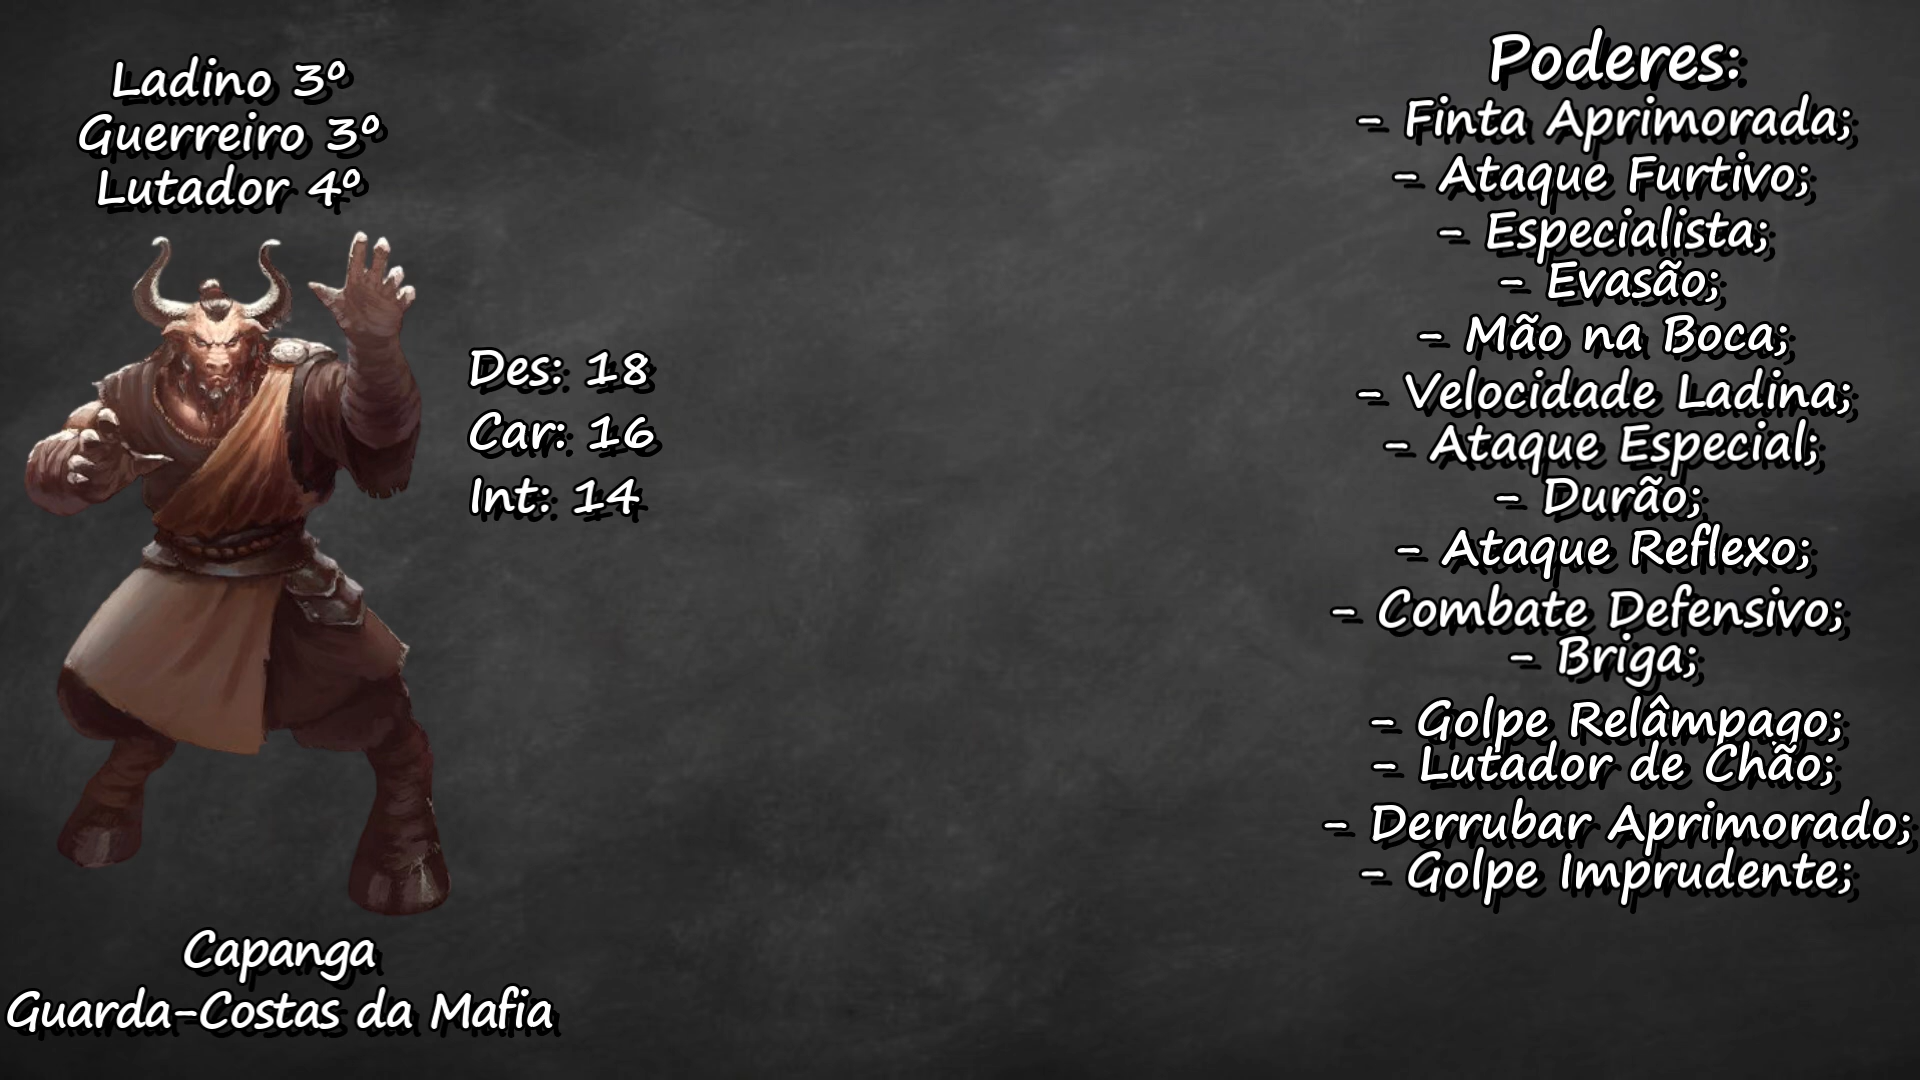 Ladino 3º
Guerreiro 3º
Lutador 4º
Des: 18
Car: 16
Int: 14
Capanga
Guarda-Costas da Mafia
Poderes:
- Finta Aprimorada;
- Ataque Furtivo;
- Especialista;
- Evasão;
- Mão na Boca;
- Velocidade Ladina;
- Ataque Especial;
- Durão;
- Ataque Reflexo;
- Combate Defensivo;
- Briga;
- Golpe Relâmpago;
- Lutador de Chão;
- Derrubar Aprimorado;
- Golpe Imprudente;